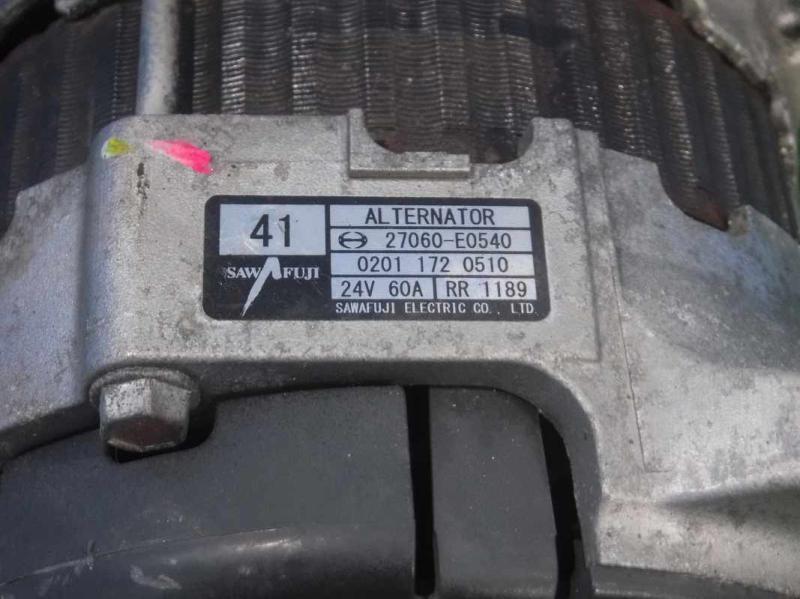 41
SAWAFUJI
ALTERNATOR
27060-E0540
0201 172 0510
24V 60A RR 1189
SAWAFUJI ELECTRIC CO., LTD.